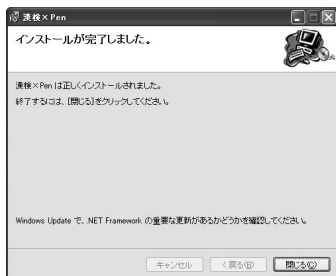 漢検×Pen
インストールが完了しました。
漢検×Pen は正しくインストールされました。
終了するには、[閉じる]をクリックしてください。
Windows Update で、.NET Framework の重要な更新があるかどうかを確認してください。
キャンセル
< 戻る(B)
閉じる(C)